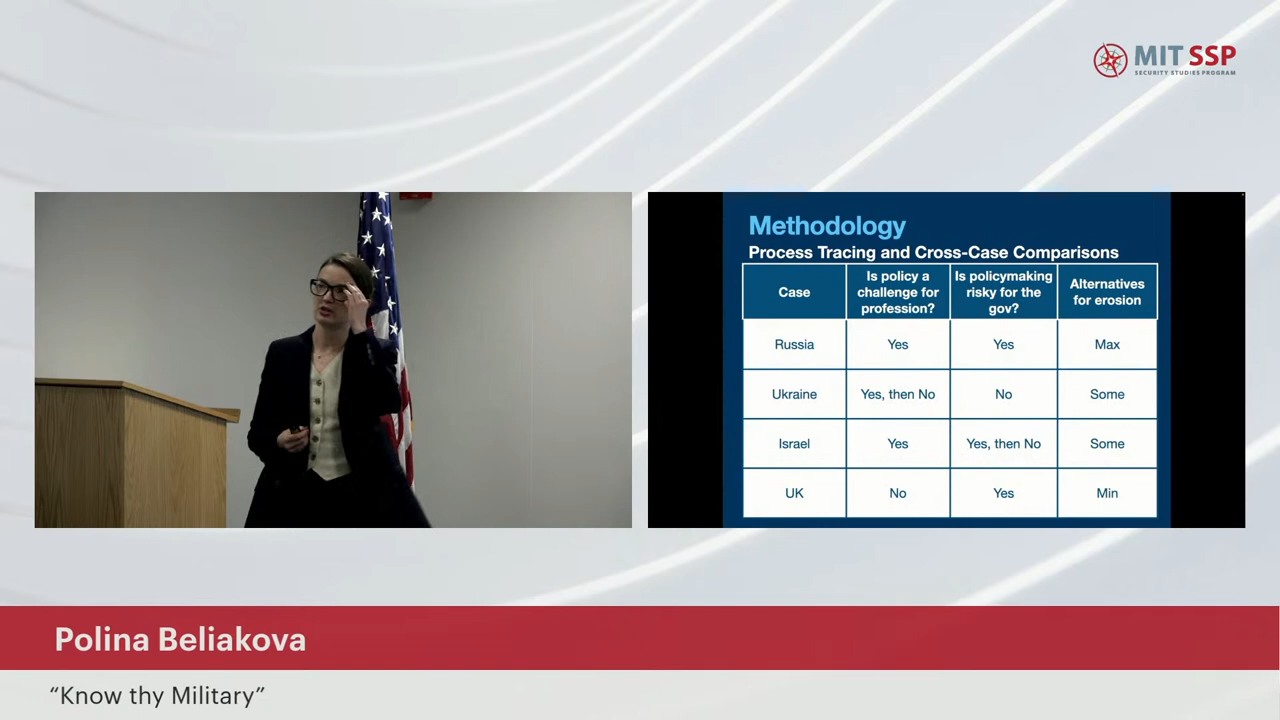 MIT SSP
SECURITY STUDIES PROGRAM
Methodology
Process Tracing and Cross-Case Comparisons
Case
Is policy a
challenge for
profession?
Is policymaking
risky for the
gov?
Alternatives
for erosion
Russia Yes Yes Max
Ukraine Yes, then No No Some
Israel Yes Yes, then No Some
UK No Yes Min
Polina Beliakova
“Know thy Military”